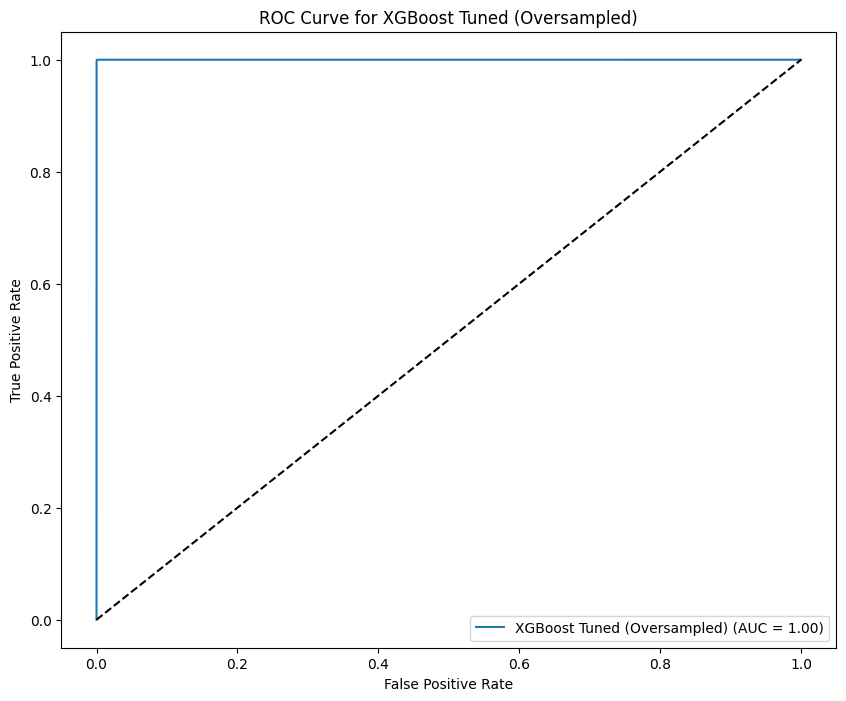 ROC Curve for XGBoost Tuned (Oversampled)
True Positive Rate
1.0
0.8
0.6
0.4
0.2
0.0
XGBoost Tuned (Oversampled) (AUC = 1.00)
0.0 0.2 0.4 0.6 0.8 1.0
False Positive Rate